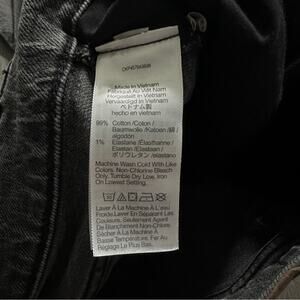 Made in Vietnam
Fabriqué Au Viêt Nam
Hergestellt in Vietnam
Vervaardigd in Vietnam
ベトナム製
hecho en vietnam
99% Cotton /Coton /
Baumwolle /Katoen /綿 /
algodón
1% Elastane /Élasthanne /
Elastan /Elastaan /
ポリウレタン /elastano
Machine Wash Cold With Like
Colors, Non-Chlorine Bleach
Only, Tumble Dry Low, Iron
On Lowest Setting.
Laver À La Machine À L'eau
Froide,Laver En Séparant Les
Couleurs, Seulement Agent
De Blanchiment Non-Chloré,
Sécher À La Machine À
Basse Température, Fer Au
Réglage Le Plus Bas.